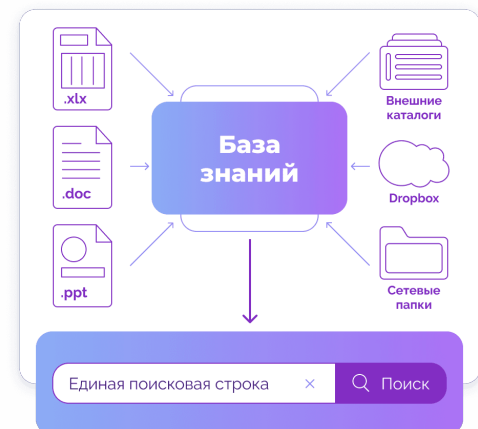 .xlx
Внешние
каталоги
База
знаний
.doc
Dropbox
.ppt
Сетевые
папки
Единая поисковая строка
Поиск